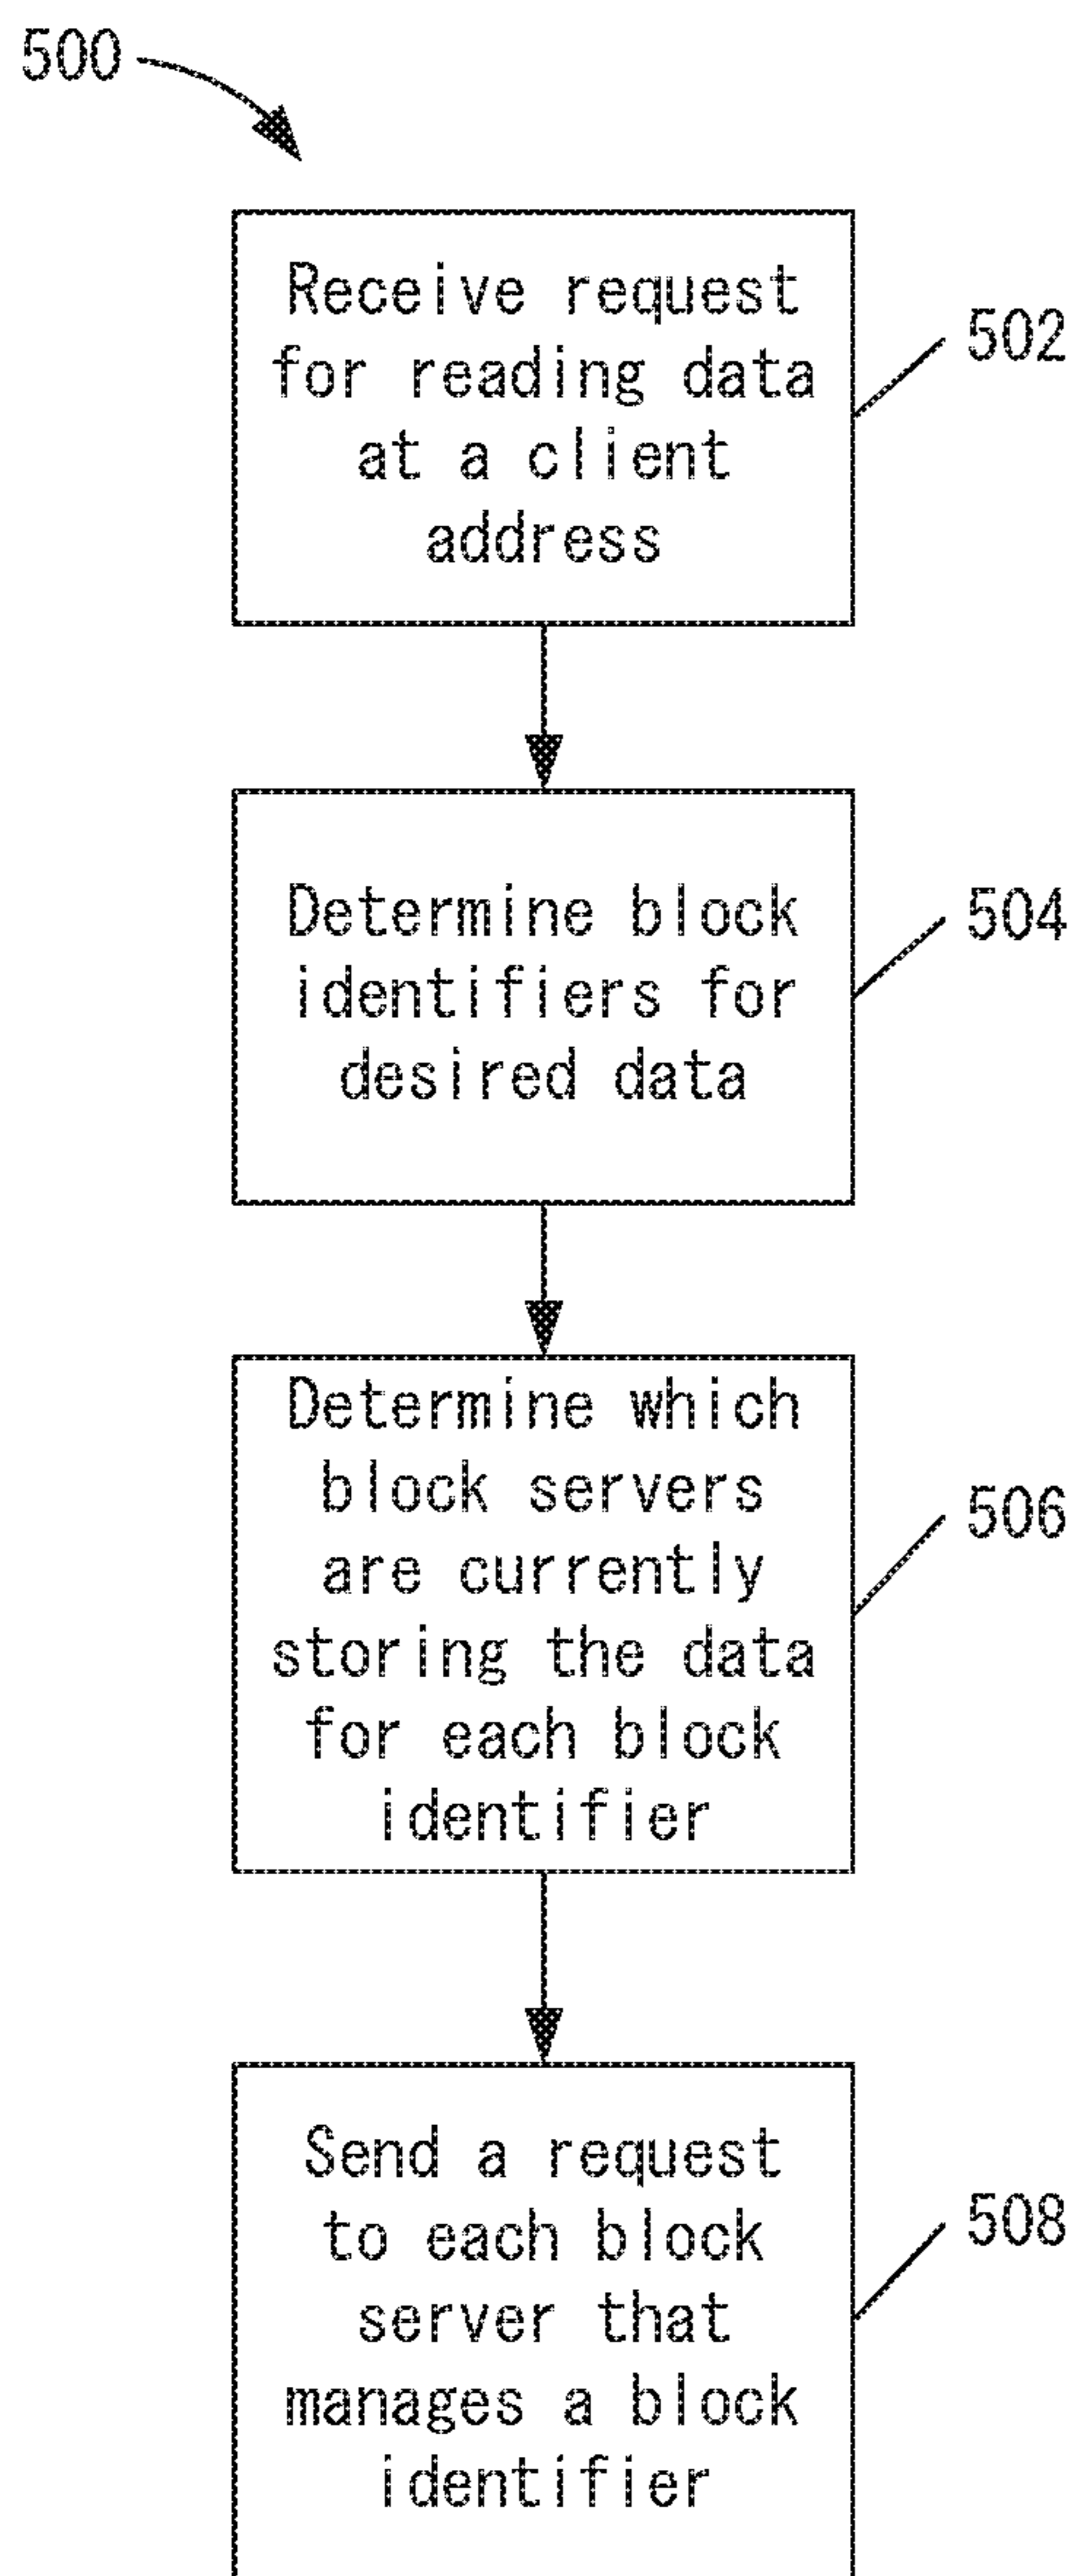 500
Receive request
for reading data
at a client
address
502
Determine block
identifiers for
desired data
504
Determine which
block servers
are currently
storing the data
for each block
identifier
506
Send a request
to each block
server that
manages a block
identifier
508